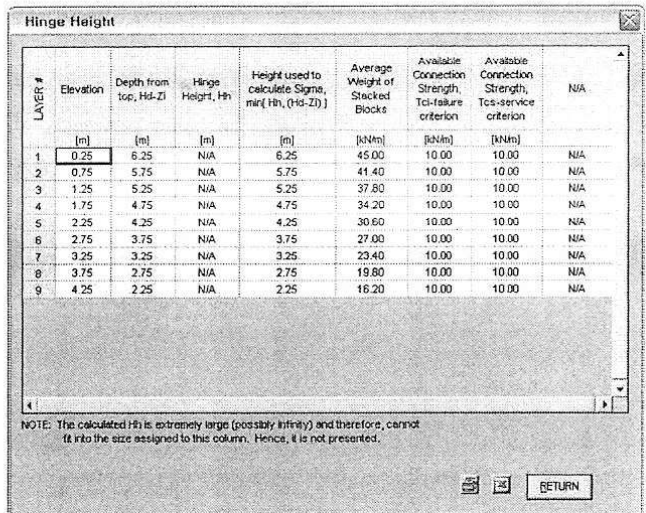 Hinge Height
LAYER #
Elevation
Depth from top, Hd-Zi
Hinge Height, Hh
Height used to calculate Sigma, min{ Hh, (Hd-Zi) }
Average Weight of Stacked Blocks
Available Connection Strength, Tcl-failure criterion
Available Connection Strength, Tcs-service criterion
N/A
[m] [m] [m] [m] [kN/m] [kN/m] [kN/m]
1 0.25 6.25 N/A 6.25 45.00 10.00 10.00 N/A
2 0.75 5.75 N/A 5.75 41.40 10.00 10.00 N/A
3 1.25 5.25 N/A 5.25 37.80 10.00 10.00 N/A
4 1.75 4.75 N/A 4.75 34.20 10.00 10.00 N/A
5 2.25 4.25 N/A 4.25 30.60 10.00 10.00 N/A
6 2.75 3.75 N/A 3.75 27.00 10.00 10.00 N/A
7 3.25 3.25 N/A 3.25 23.40 10.00 10.00 N/A
8 3.75 2.75 N/A 2.75 19.80 10.00 10.00 N/A
9 4.25 2.25 N/A 2.25 16.20 10.00 10.00 N/A
NOTE: The calculated Hh is extremely large (possibly infinity) and therefore, cannot
fit into the size assigned to this column. Hence, it is not presented.
RETURN